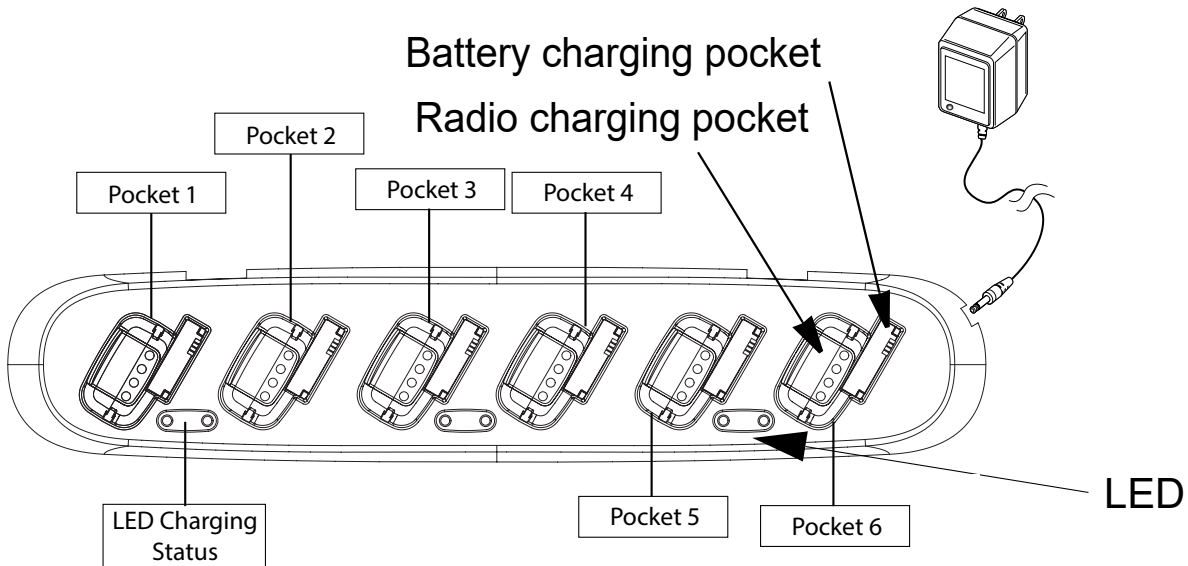 Battery charging pocket
Radio charging pocket
Pocket 2
Pocket 1
Pocket 3
Pocket 4
Pocket 5
Pocket 6
LED
LED Charging
Status